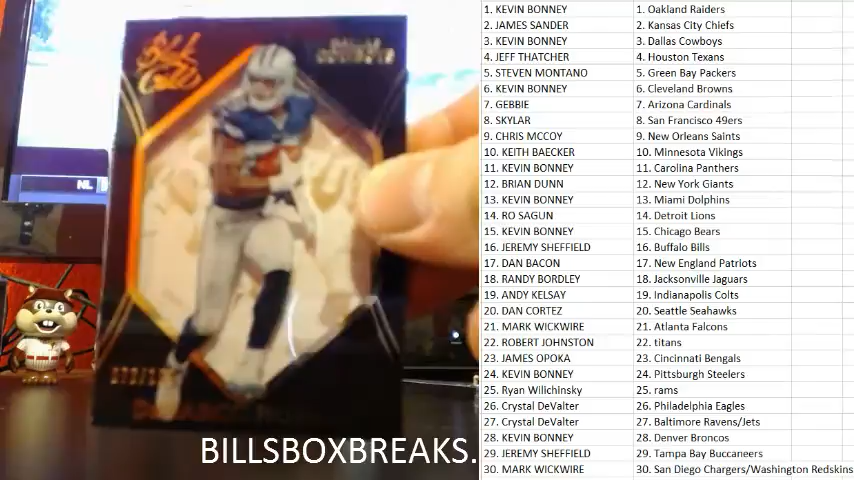 Black
Gold
NL
BILLSBOXBREAKS.
1. KEVIN BONNEY 1. Oakland Raiders
2. JAMES SANDER 2. Kansas City Chiefs
3. KEVIN BONNEY 3. Dallas Cowboys
4. JEFF THATCHER 4. Houston Texans
5. STEVEN MONTANO 5. Green Bay Packers
6. KEVIN BONNEY 6. Cleveland Browns
7. GEBBIE 7. Arizona Cardinals
8. SKYLAR 8. San Francisco 49ers
9. CHRIS MCCOY 9. New Orleans Saints
10. KEITH BAECKER 10. Minnesota Vikings
11. KEVIN BONNEY 11. Carolina Panthers
12. BRIAN DUNN 12. New York Giants
13. KEVIN BONNEY 13. Miami Dolphins
14. RO SAGUN 14. Detroit Lions
15. KEVIN BONNEY 15. Chicago Bears
16. JEREMY SHEFFIELD 16. Buffalo Bills
17. DAN BACON 17. New England Patriots
18. RANDY BORDLEY 18. Jacksonville Jaguars
19. ANDY KELSAY 19. Indianapolis Colts
20. DAN CORTEZ 20. Seattle Seahawks
21. MARK WICKWIRE 21. Atlanta Falcons
22. ROBERT JOHNSTON 22. titans
23. JAMES OPOKA 23. Cincinnati Bengals
24. KEVIN BONNEY 24. Pittsburgh Steelers
25. Ryan Wilichinsky 25. rams
26. Crystal DeValter 26. Philadelphia Eagles
27. Crystal DeValter 27. Baltimore Ravens/Jets
28. KEVIN BONNEY 28. Denver Broncos
29. JEREMY SHEFFIELD 29. Tampa Bay Buccaneers
30. MARK WICKWIRE 30. San Diego Chargers/Washington Redskins